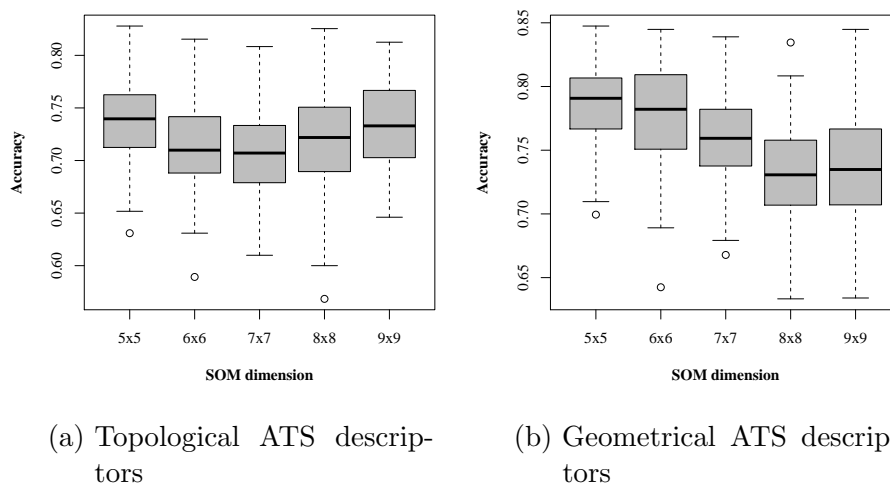 0.60 0.65 0.70 0.75 0.80
Accuracy
5x5 6x6 7x7 8x8 9x9
SOM dimension
0.65 0.70 0.75 0.80 0.85
Accuracy
5x5 6x6 7x7 8x8 9x9
SOM dimension
(a) Topological ATS descrip-
tors
(b) Geometrical ATS descrip
tors